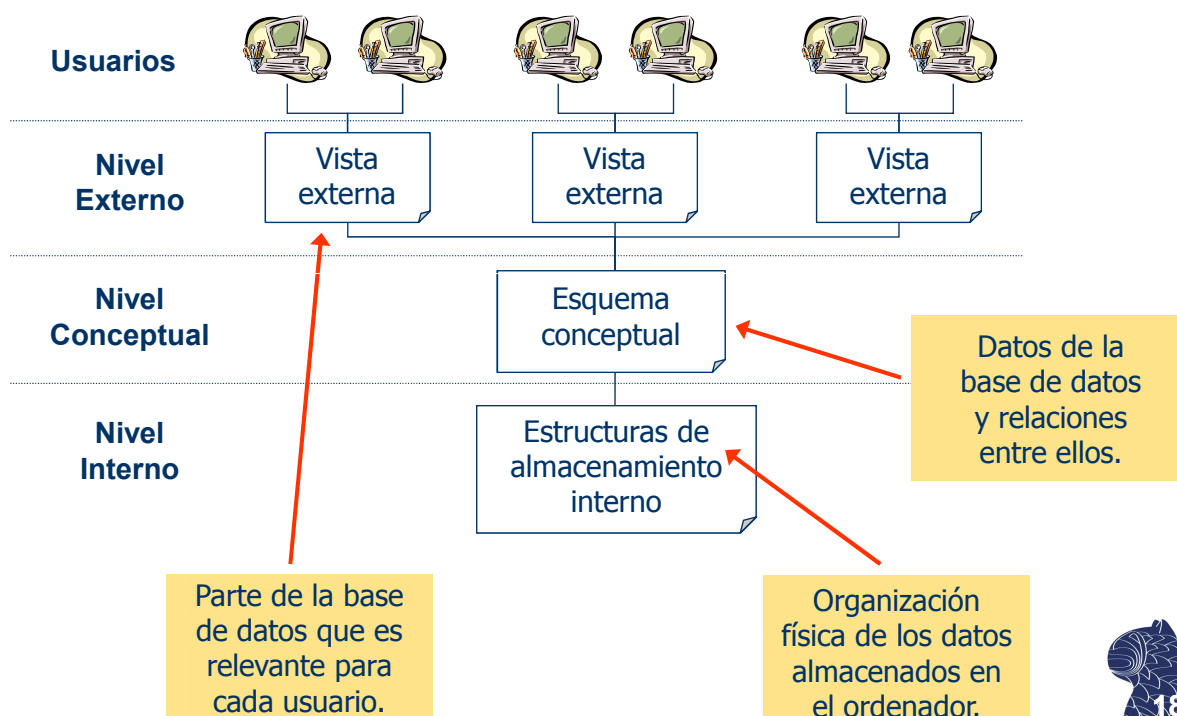 Usuarios
Nivel
Externo
Vista
externa
Vista
externa
Vista
externa
Nivel
Conceptual
Esquema
conceptual
Datos de la
base de datos
y relaciones
entre ellos.
Nivel
Interno
Estructuras de
almacenamiento
interno
Parte de la base
de datos que es
relevante para
cada usuario.
Organización
física de los datos
almacenados en
el ordenador.
18